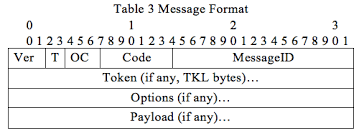 Table 3 Message Format
0 1 2 3
0 1 2 3 4 5 6 7 8 9 0 1 2 3 4 5 6 7 8 9 0 1 2 3 4 5 6 7 8 9 0 1
Ver T OC Code MessageID
Token (if any, TKL bytes)...
Options (if any)...
Payload (if any)...